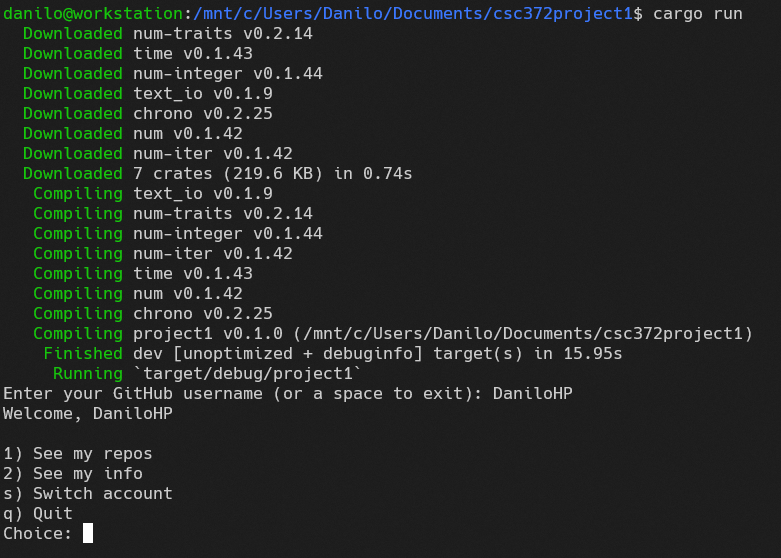 danilo@workstation:/mnt/c/Users/Danilo/Documents/csc372project1$ cargo run
Downloaded num-traits v0.2.14
Downloaded time v0.1.43
Downloaded num-integer v0.1.44
Downloaded text_io v0.1.9
Downloaded chrono v0.2.25
Downloaded num v0.1.42
Downloaded num-iter v0.1.42
Downloaded 7 crates (219.6 KB) in 0.74s
Compiling text_io v0.1.9
Compiling num-traits v0.2.14
Compiling num-integer v0.1.44
Compiling num-iter v0.1.42
Compiling time v0.1.43
Compiling num v0.1.42
Compiling chrono v0.2.25
Compiling project1 v0.1.0 (/mnt/c/Users/Danilo/Documents/csc372project1)
Finished dev [unoptimized + debuginfo] target(s) in 15.95s
Running `target/debug/project1`
Enter your GitHub username (or a space to exit): DaniloHP
Welcome, DaniloHP
1) See my repos
2) See my info
s) Switch account
q) Quit
Choice: